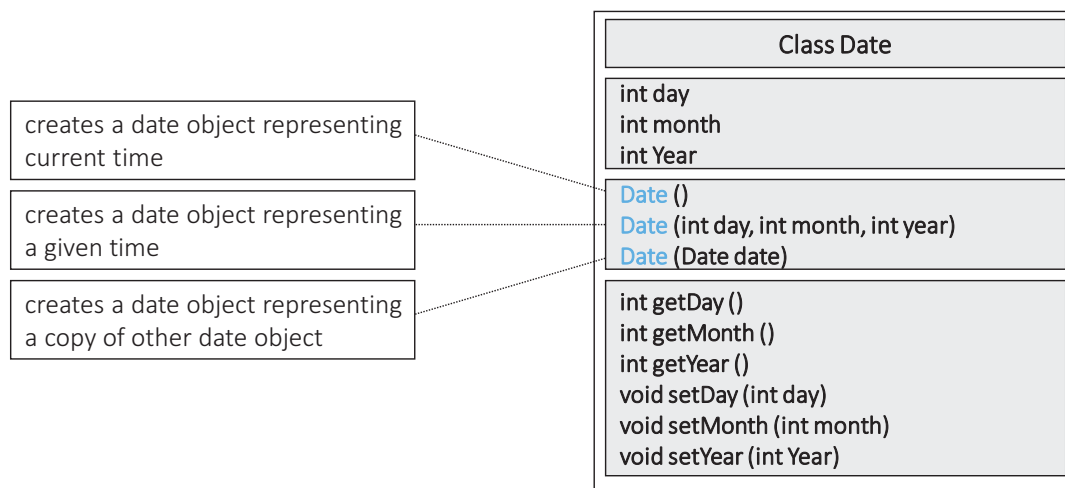 Class Date
int day
int month
int Year
creates a date object representing
current time
creates a date object representing
a given time
creates a date object representing
a copy of other date object
Date ()
Date (int day, int month, int year)
Date (Date date)
int getDay ()
int getMonth ()
int getYear ()
void setDay (int day)
void setMonth (int month)
void setYear (int Year)